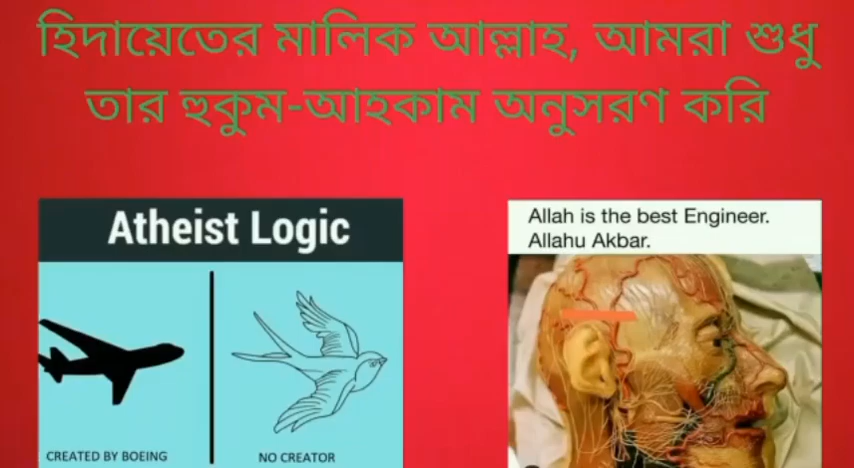 হিদায়েতের মালিক আল্লাহ, আমরা শুধু
তার হুকুম-আহকাম অনুসরণ করি
Atheist Logic
CREATED BY BOEING
NO CREATOR
Allah is the best Engineer.
Allahu Akbar.